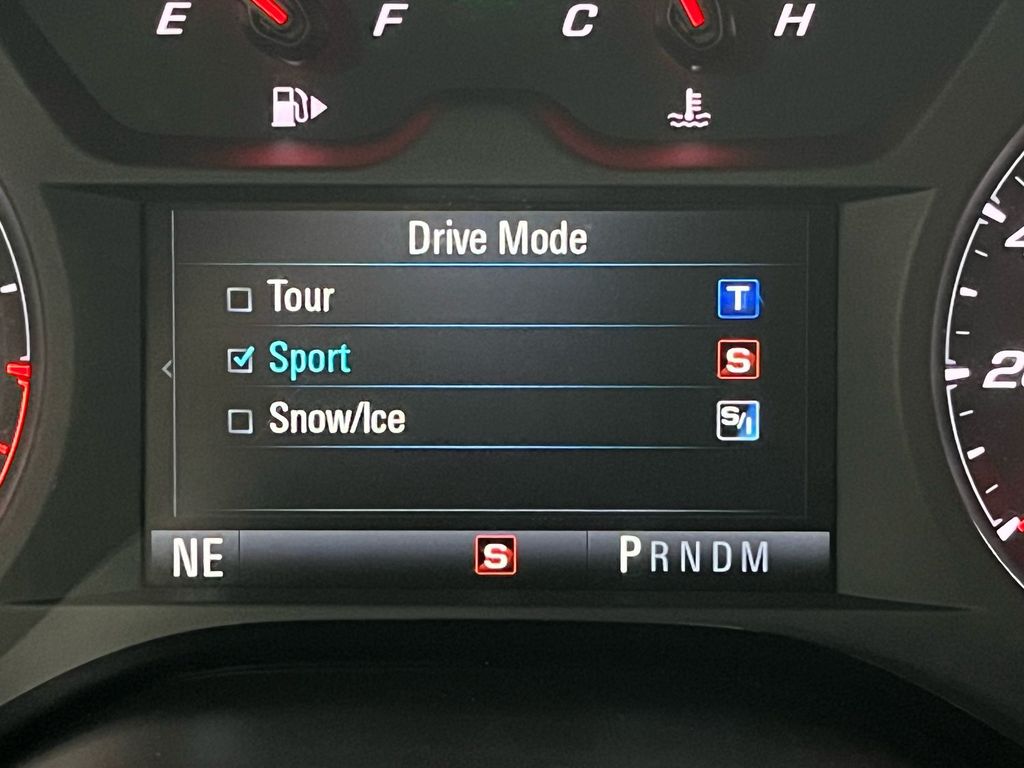 E F C H
Drive Mode
Tour T
Sport S
Snow/Ice S/I
NE S PRNDM